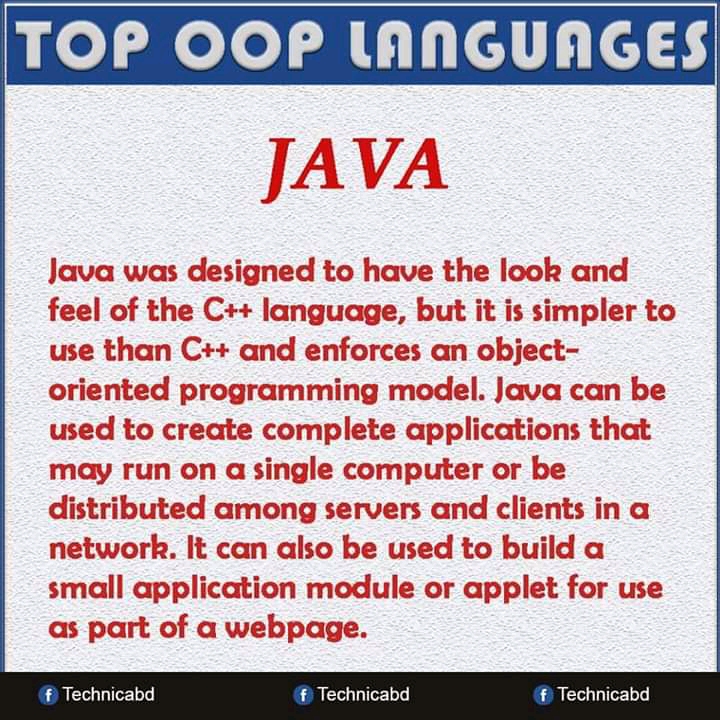 TOP OOP LANGUAGES
JAVA
Java was designed to have the look and
feel of the C++ language, but it is simpler to
use than C++ and enforces an object-
oriented programming model. Java can be
used to create complete applications that
may run on a single computer or be
distributed among servers and clients in a
network. It can also be used to build a
small application module or applet for use
as part of a webpage.
f Technicabd f Technicabd f Technicabd